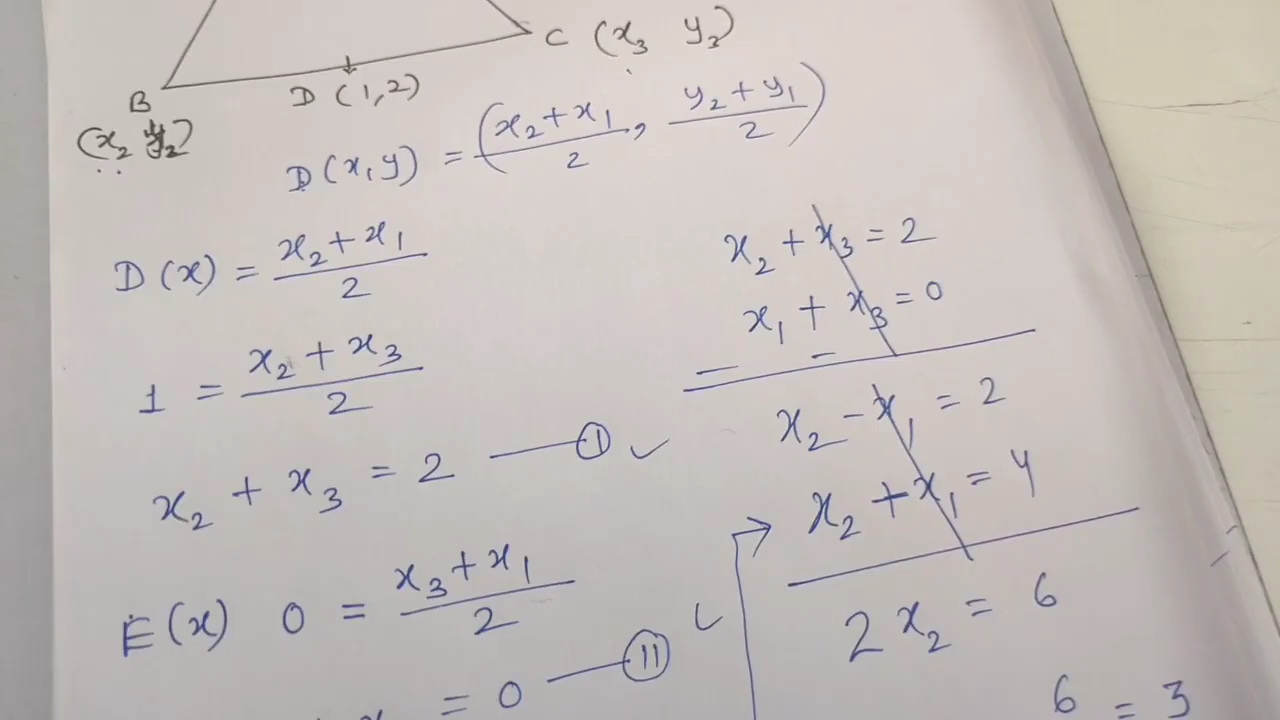 C (x₃ y₃)
B
D (1,2)
(x₂ y₂)
D(x,y) = (x₂+x₁/2, y₂+y₁/2)
D(x) = x₂+x₁/2
1 = x₂+x₃/2
x₂ + x₃ = 2 — I ✓
E(x) 0 = x₃+x₁/2
= 0 — II
x₂ + x₃ = 2
x₁ + x₃ = 0
x₂ - x₁ = 2
x₂ + x₁ = 4
2x₂ = 6
6 = 3